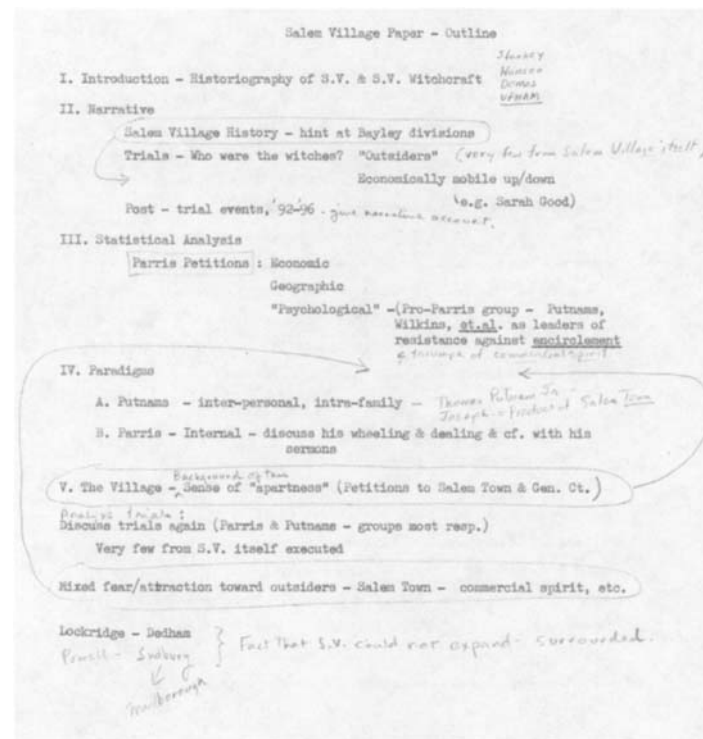 Salem Village Paper - Outline
Starkey
Hansen
Demos
UPHAM
I. Introduction - Historiography of S.V. & S.V. Witchcraft
II. Narrative
Salem Village History - hint at Bayley divisions
Trials - Who were the witches? "Outsiders" (very few from Salem Village itself)
Economically mobile up/down
(e.g. Sarah Good)
Post - trial events, '92-'96 - give narrative account.
III. Statistical Analysis
Parris Petitions : Economic
Geographic
"Psychological" -(Pro-Parris group - Putnams,
Wilkins, et.al. as leaders of
resistance against encirclement
& triumph of commercial spirit
IV. Paradigms
A. Putnams - inter-personal, intra-family - Thomas Putnam Jr.
Joseph - Product of Salem Town
B. Parris - Internal - discuss his wheeling & dealing & cf. with his
sermons
Background of this
V. The Village - Sense of "apartness" (Petitions to Salem Town & Gen. Ct.)
Analyze trials :
Discuss trials again (Parris & Putnams - groups most resp.)
Very few from S.V. itself executed
Mixed fear/attraction toward outsiders - Salem Town - commercial spirit, etc.
Lockridge - Dedham
Powell - Sudbury } Fact That S.V. could not expand - surrounded.
Marlborough